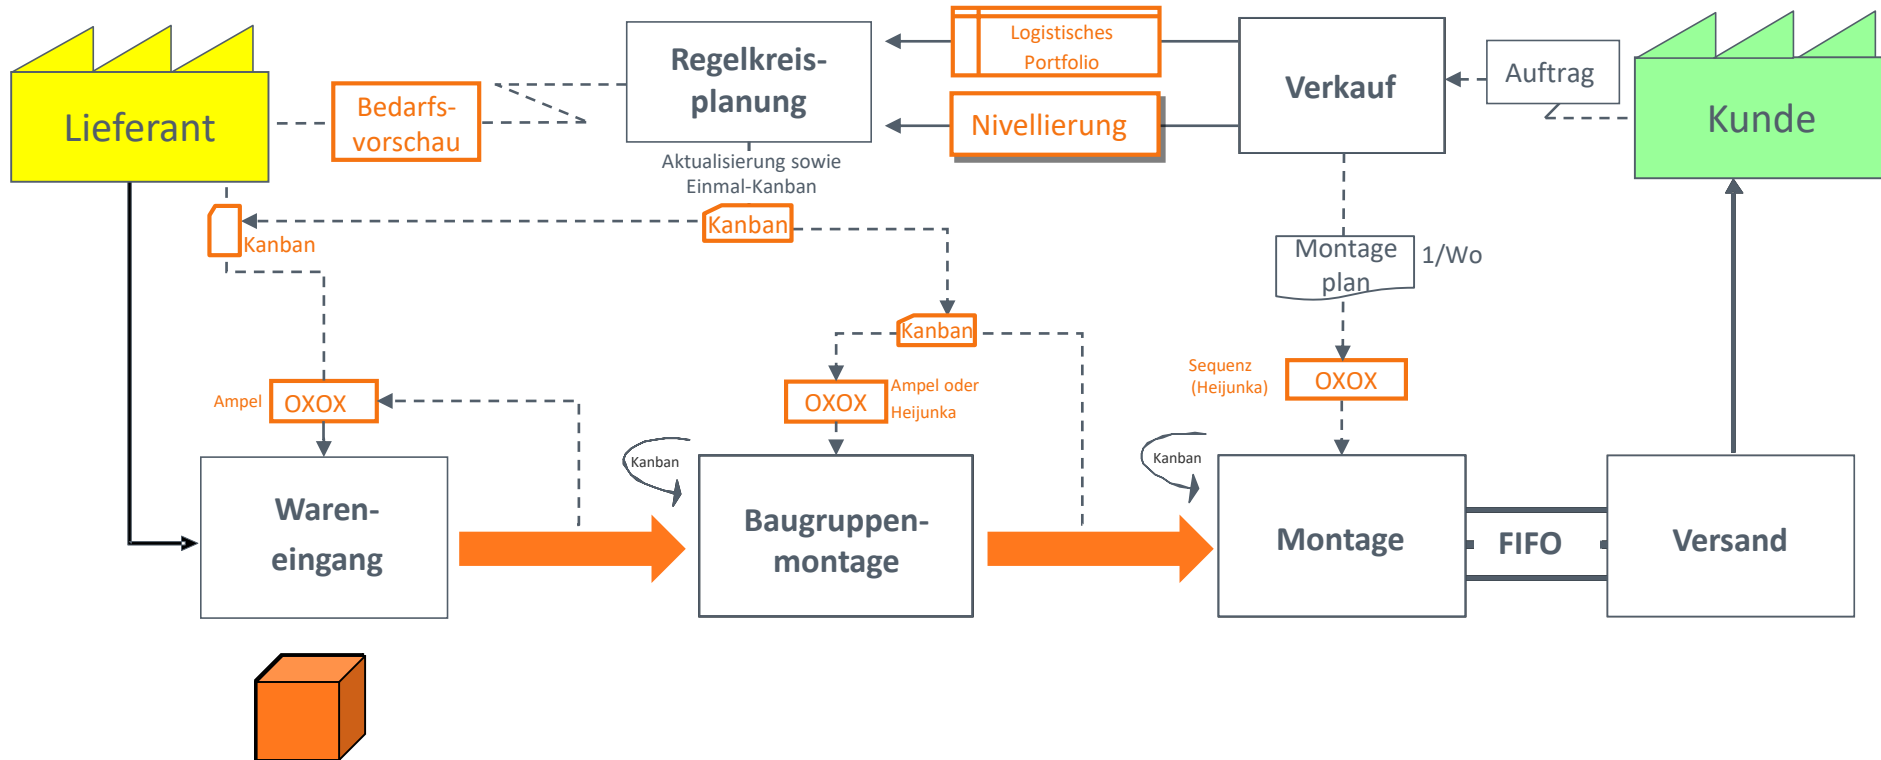 Lieferant
Bedarfs-
vorschau
Regelkreis-
planung
Logistisches
Portfolio
Nivellierung
Verkauf
Auftrag
Kunde
Aktualisierung sowie
Einmal-Kanban
Kanban
Kanban
Montage
plan
1/Wo
Kanban
Ampel
OXOX
OXOX
Ampel oder
Heijunka
Sequenz
(Heijunka)
OXOX
Kanban
Kanban
Waren-
eingang
Baugruppen-
montage
Montage
FIFO
Versand